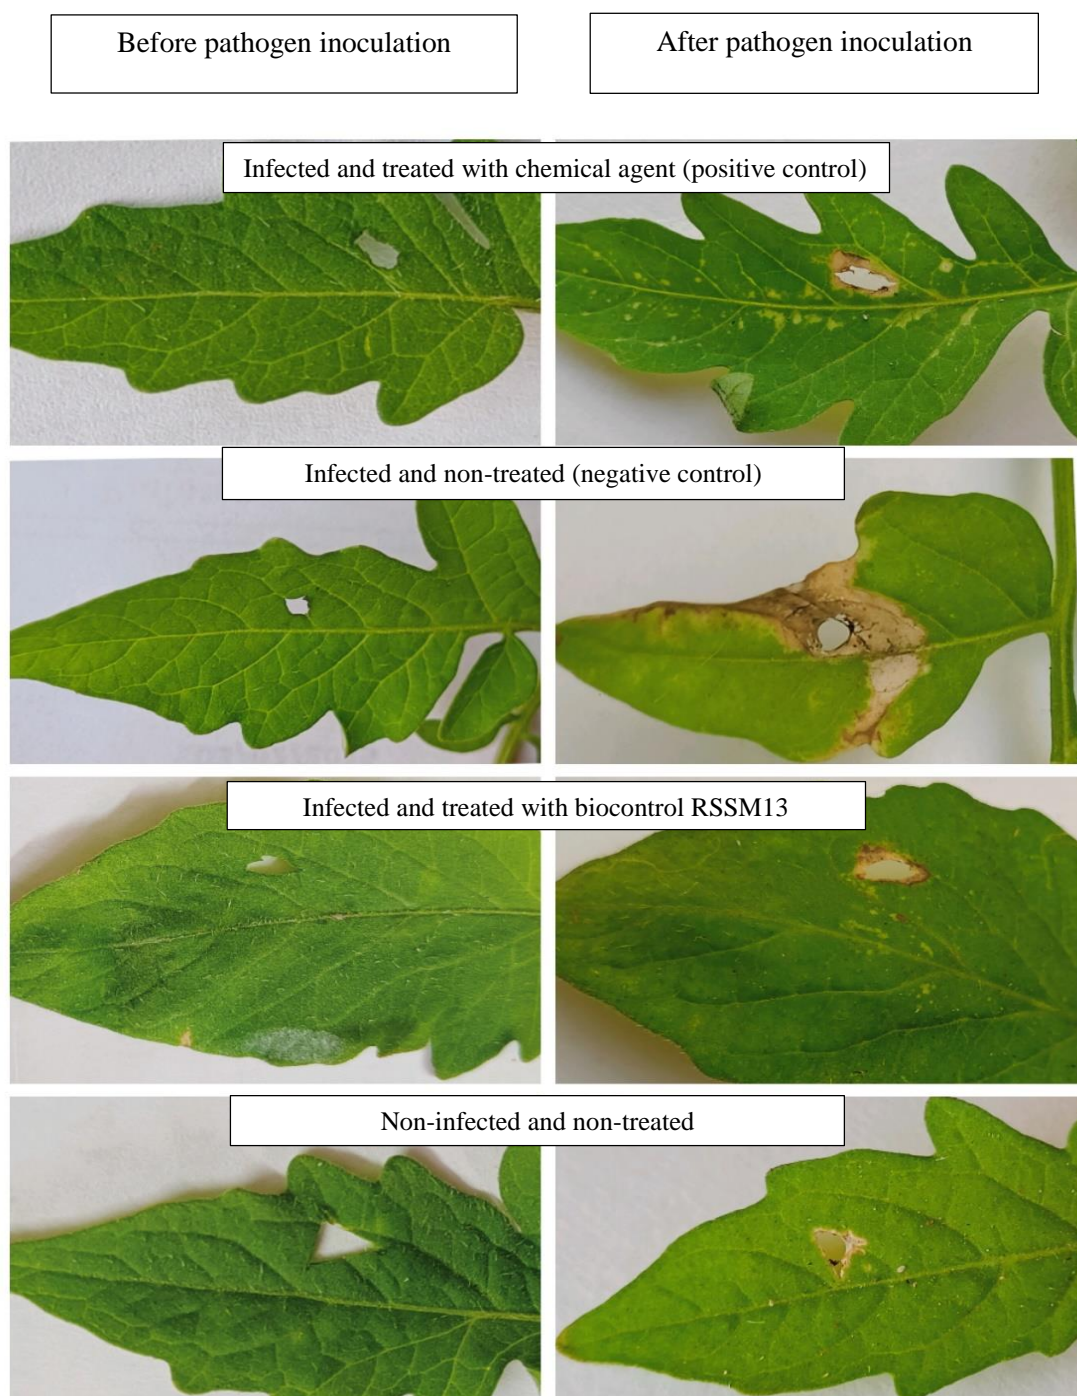 Before pathogen inoculation
After pathogen inoculation
Infected and treated with chemical agent (positive control)
Infected and non-treated (negative control)
Infected and treated with biocontrol RSSM13
Non-infected and non-treated